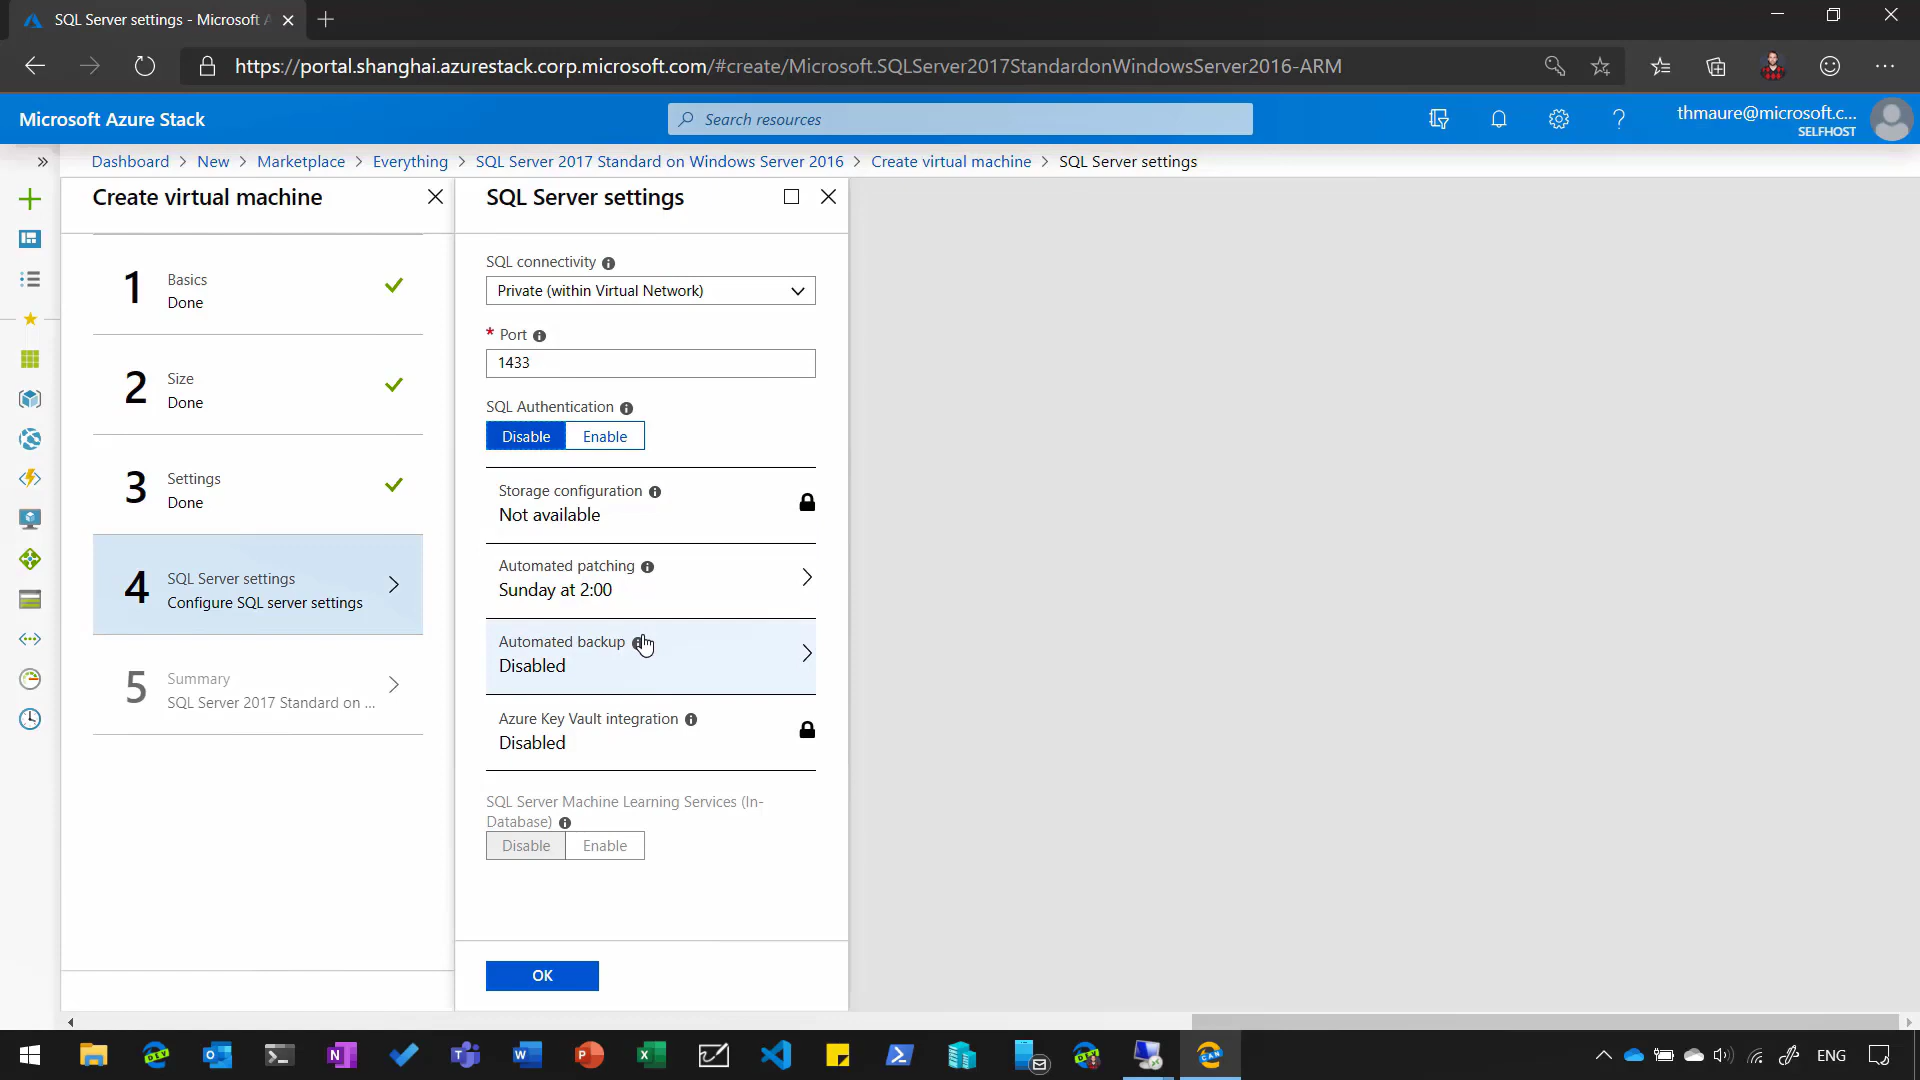 SQL Server settings - Microsoft A
https://portal.shanghai.azurestack.corp.microsoft.com/#create/Microsoft.SQLServer2017StandardonWindowsServer2016-ARM
Microsoft Azure Stack
Search resources
thmaure@microsoft.c...
SELFHOST
Dashboard > New > Marketplace > Everything > SQL Server 2017 Standard on Windows Server 2016 > Create virtual machine > SQL Server settings
Create virtual machine
1
Basics
Done
2
Size
Done
3
Settings
Done
4
SQL Server settings
Configure SQL server settings
5
Summary
SQL Server 2017 Standard on ...
SQL Server settings
SQL connectivity
Private (within Virtual Network)
* Port
1433
SQL Authentication
Disable Enable
Storage configuration
Not available
Automated patching
Sunday at 2:00
Automated backup
Disabled
Azure Key Vault integration
Disabled
SQL Server Machine Learning Services (In-
Database)
Disable Enable
OK
ENG